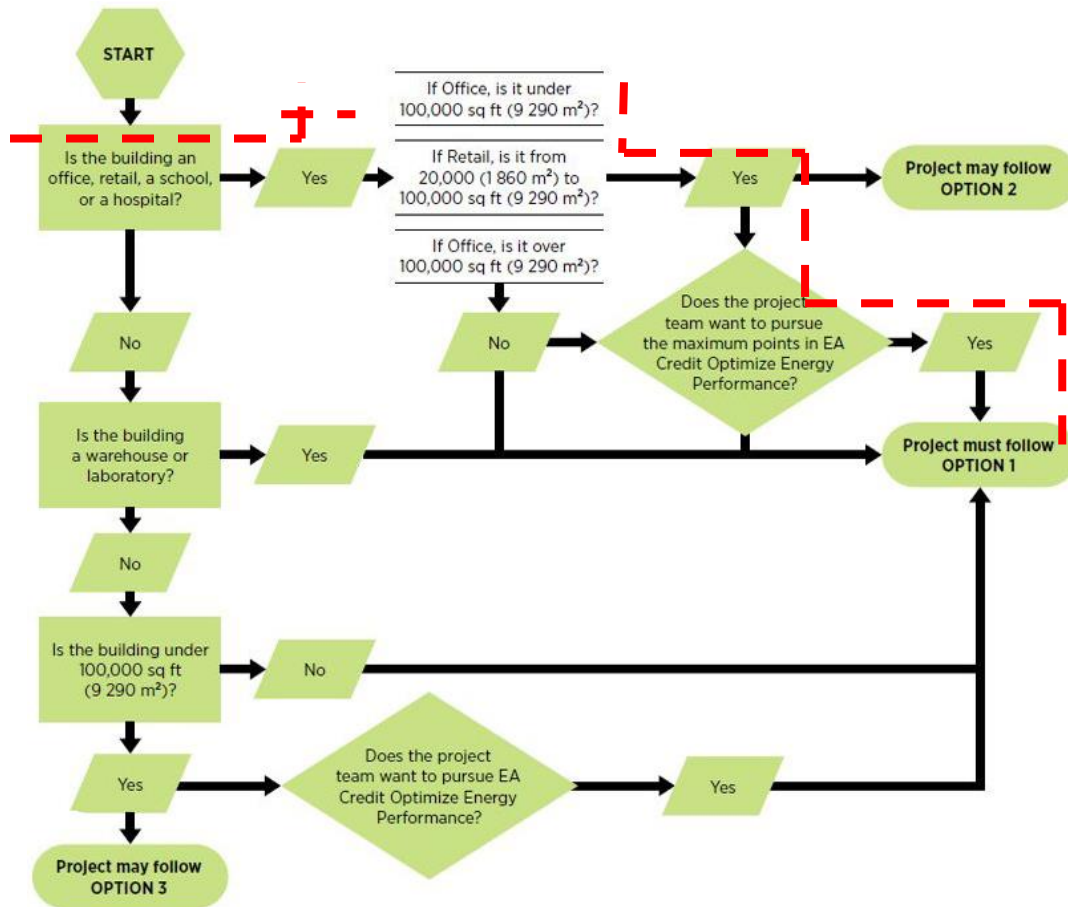 START
Is the building an
office, retail, a school,
or a hospital?
Yes
If Office, is it under
100,000 sq ft (9 290 m²)?
If Retail, is it from
20,000 (1 860 m²) to
100,000 sq ft (9 290 m²)?
If Office, is it over
100,000 sq ft (9 290 m²)?
Yes
Project may follow
OPTION 2
No
No
Does the project
team want to pursue
the maximum points in EA
Credit Optimize Energy
Performance?
Yes
Is the building
a warehouse or
laboratory?
Yes
Project must follow
OPTION 1
No
Is the building under
100,000 sq ft
(9 290 m²)?
No
Yes
Does the project
team want to pursue EA
Credit Optimize Energy
Performance?
Yes
Project may follow
OPTION 3